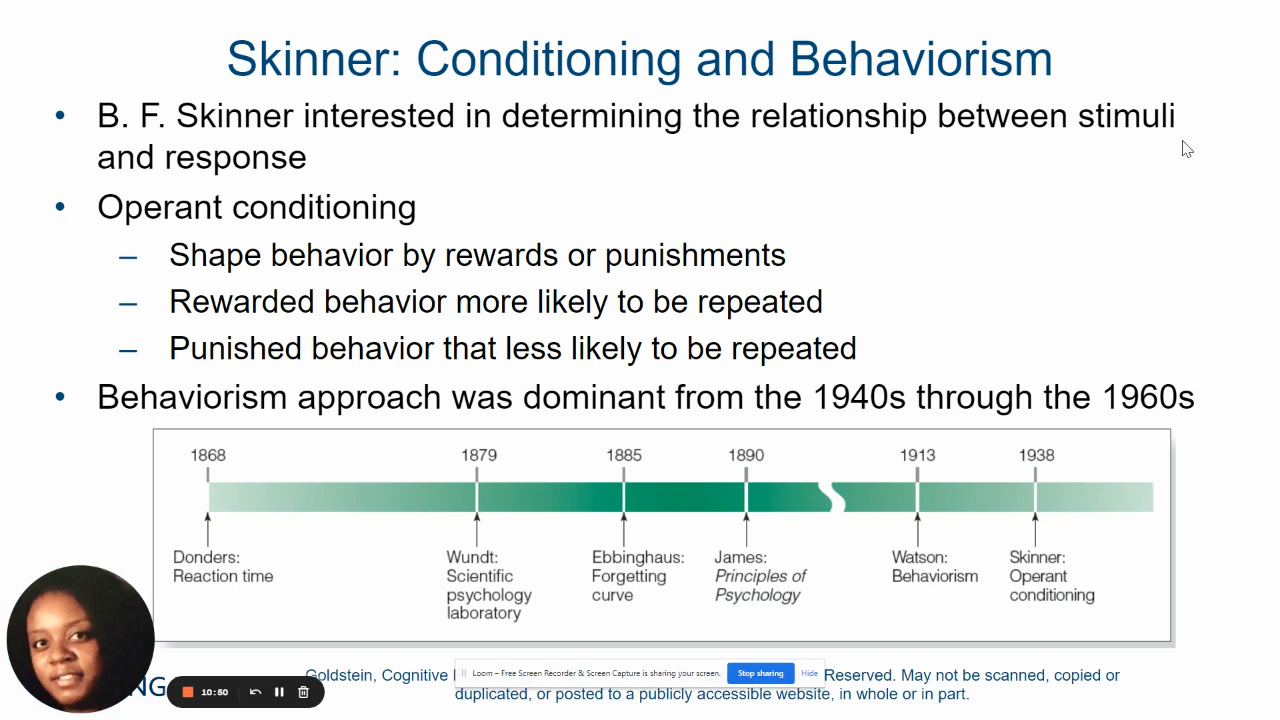 Skinner: Conditioning and Behaviorism
• B. F. Skinner interested in determining the relationship between stimuli
and response
• Operant conditioning
– Shape behavior by rewards or punishments
– Rewarded behavior more likely to be repeated
– Punished behavior that less likely to be repeated
• Behaviorism approach was dominant from the 1940s through the 1960s
1868 1879 1885 1890 1913 1938
Donders:
Reaction time
Wundt:
Scientific
psychology
laboratory
Ebbinghaus:
Forgetting
curve
James:
Principles of
Psychology
Watson:
Behaviorism
Skinner:
Operant
conditioning
Goldstein, Cognitive Reserved. May not be scanned, copied or
duplicated, or posted to a publicly accessible website, in whole or in part.
Loom – Free Screen Recorder & Screen Capture is sharing your screen. Stop sharing Hide
NG
10:50